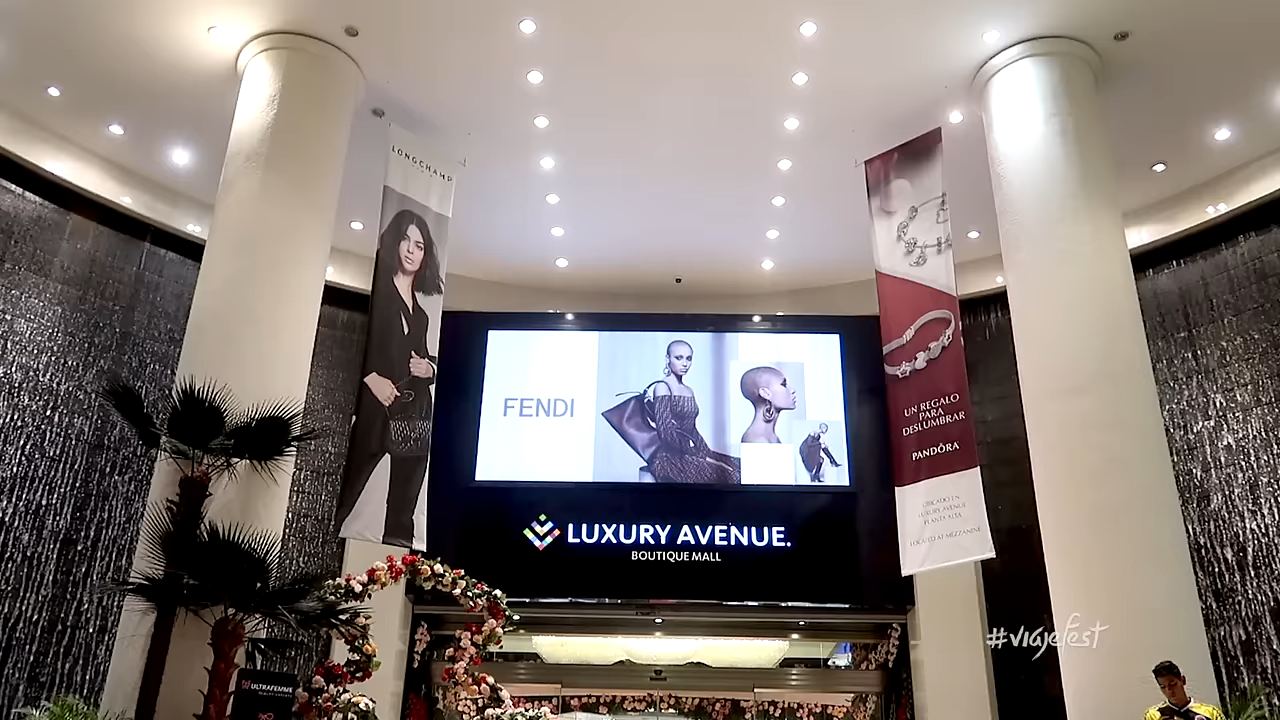 LONGCHAMP
FENDI
LUXURY AVENUE.
BOUTIQUE MALL
UN REGALO
PARA
DESLUMBRAR
PANDÖRA
UBICADO EN
LUXURY AVENUE
PLANTA ALTA
LOCATED AT MEZZANINE
ULTRAFEMME
#viajefest